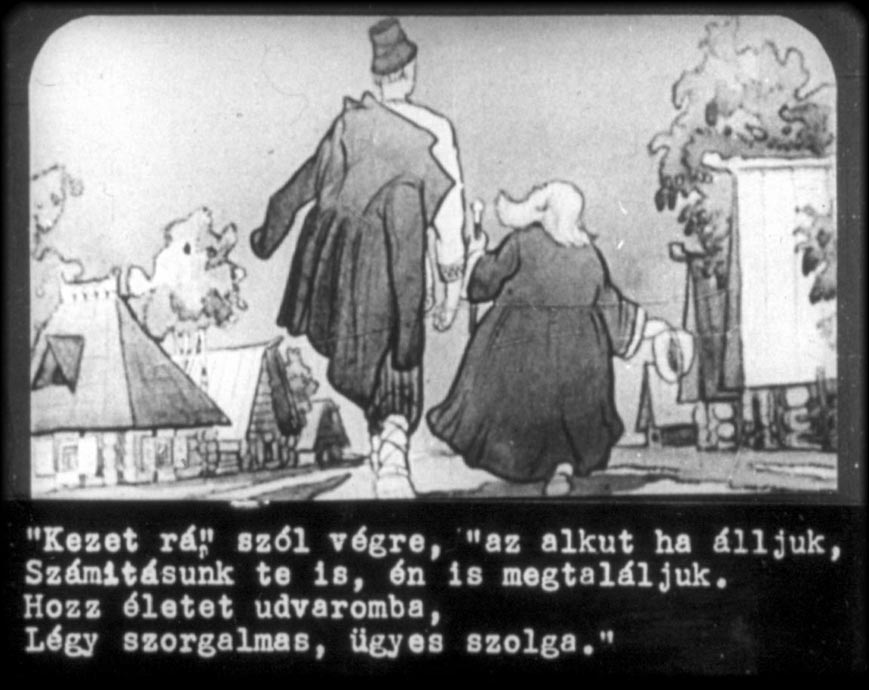 "Kezet rá," szól végre, "az alkut ha álljuk,
Számitásunk te is, én is megtaláljuk.
Hozz életet udvaromba,
Légy szorgalmas, ügyes szolga."